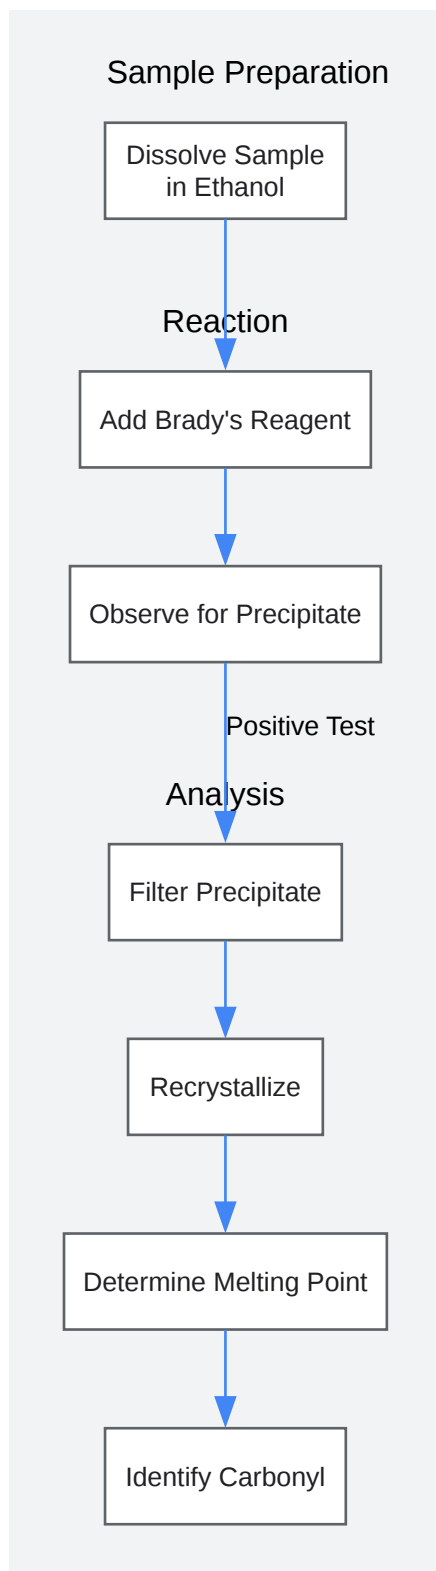 Sample Preparation
Dissolve Sample
in Ethanol
Reaction
Add Brady's Reagent
Observe for Precipitate
Positive Test
Analysis
Filter Precipitate
Recrystallize
Determine Melting Point
Identify Carbonyl